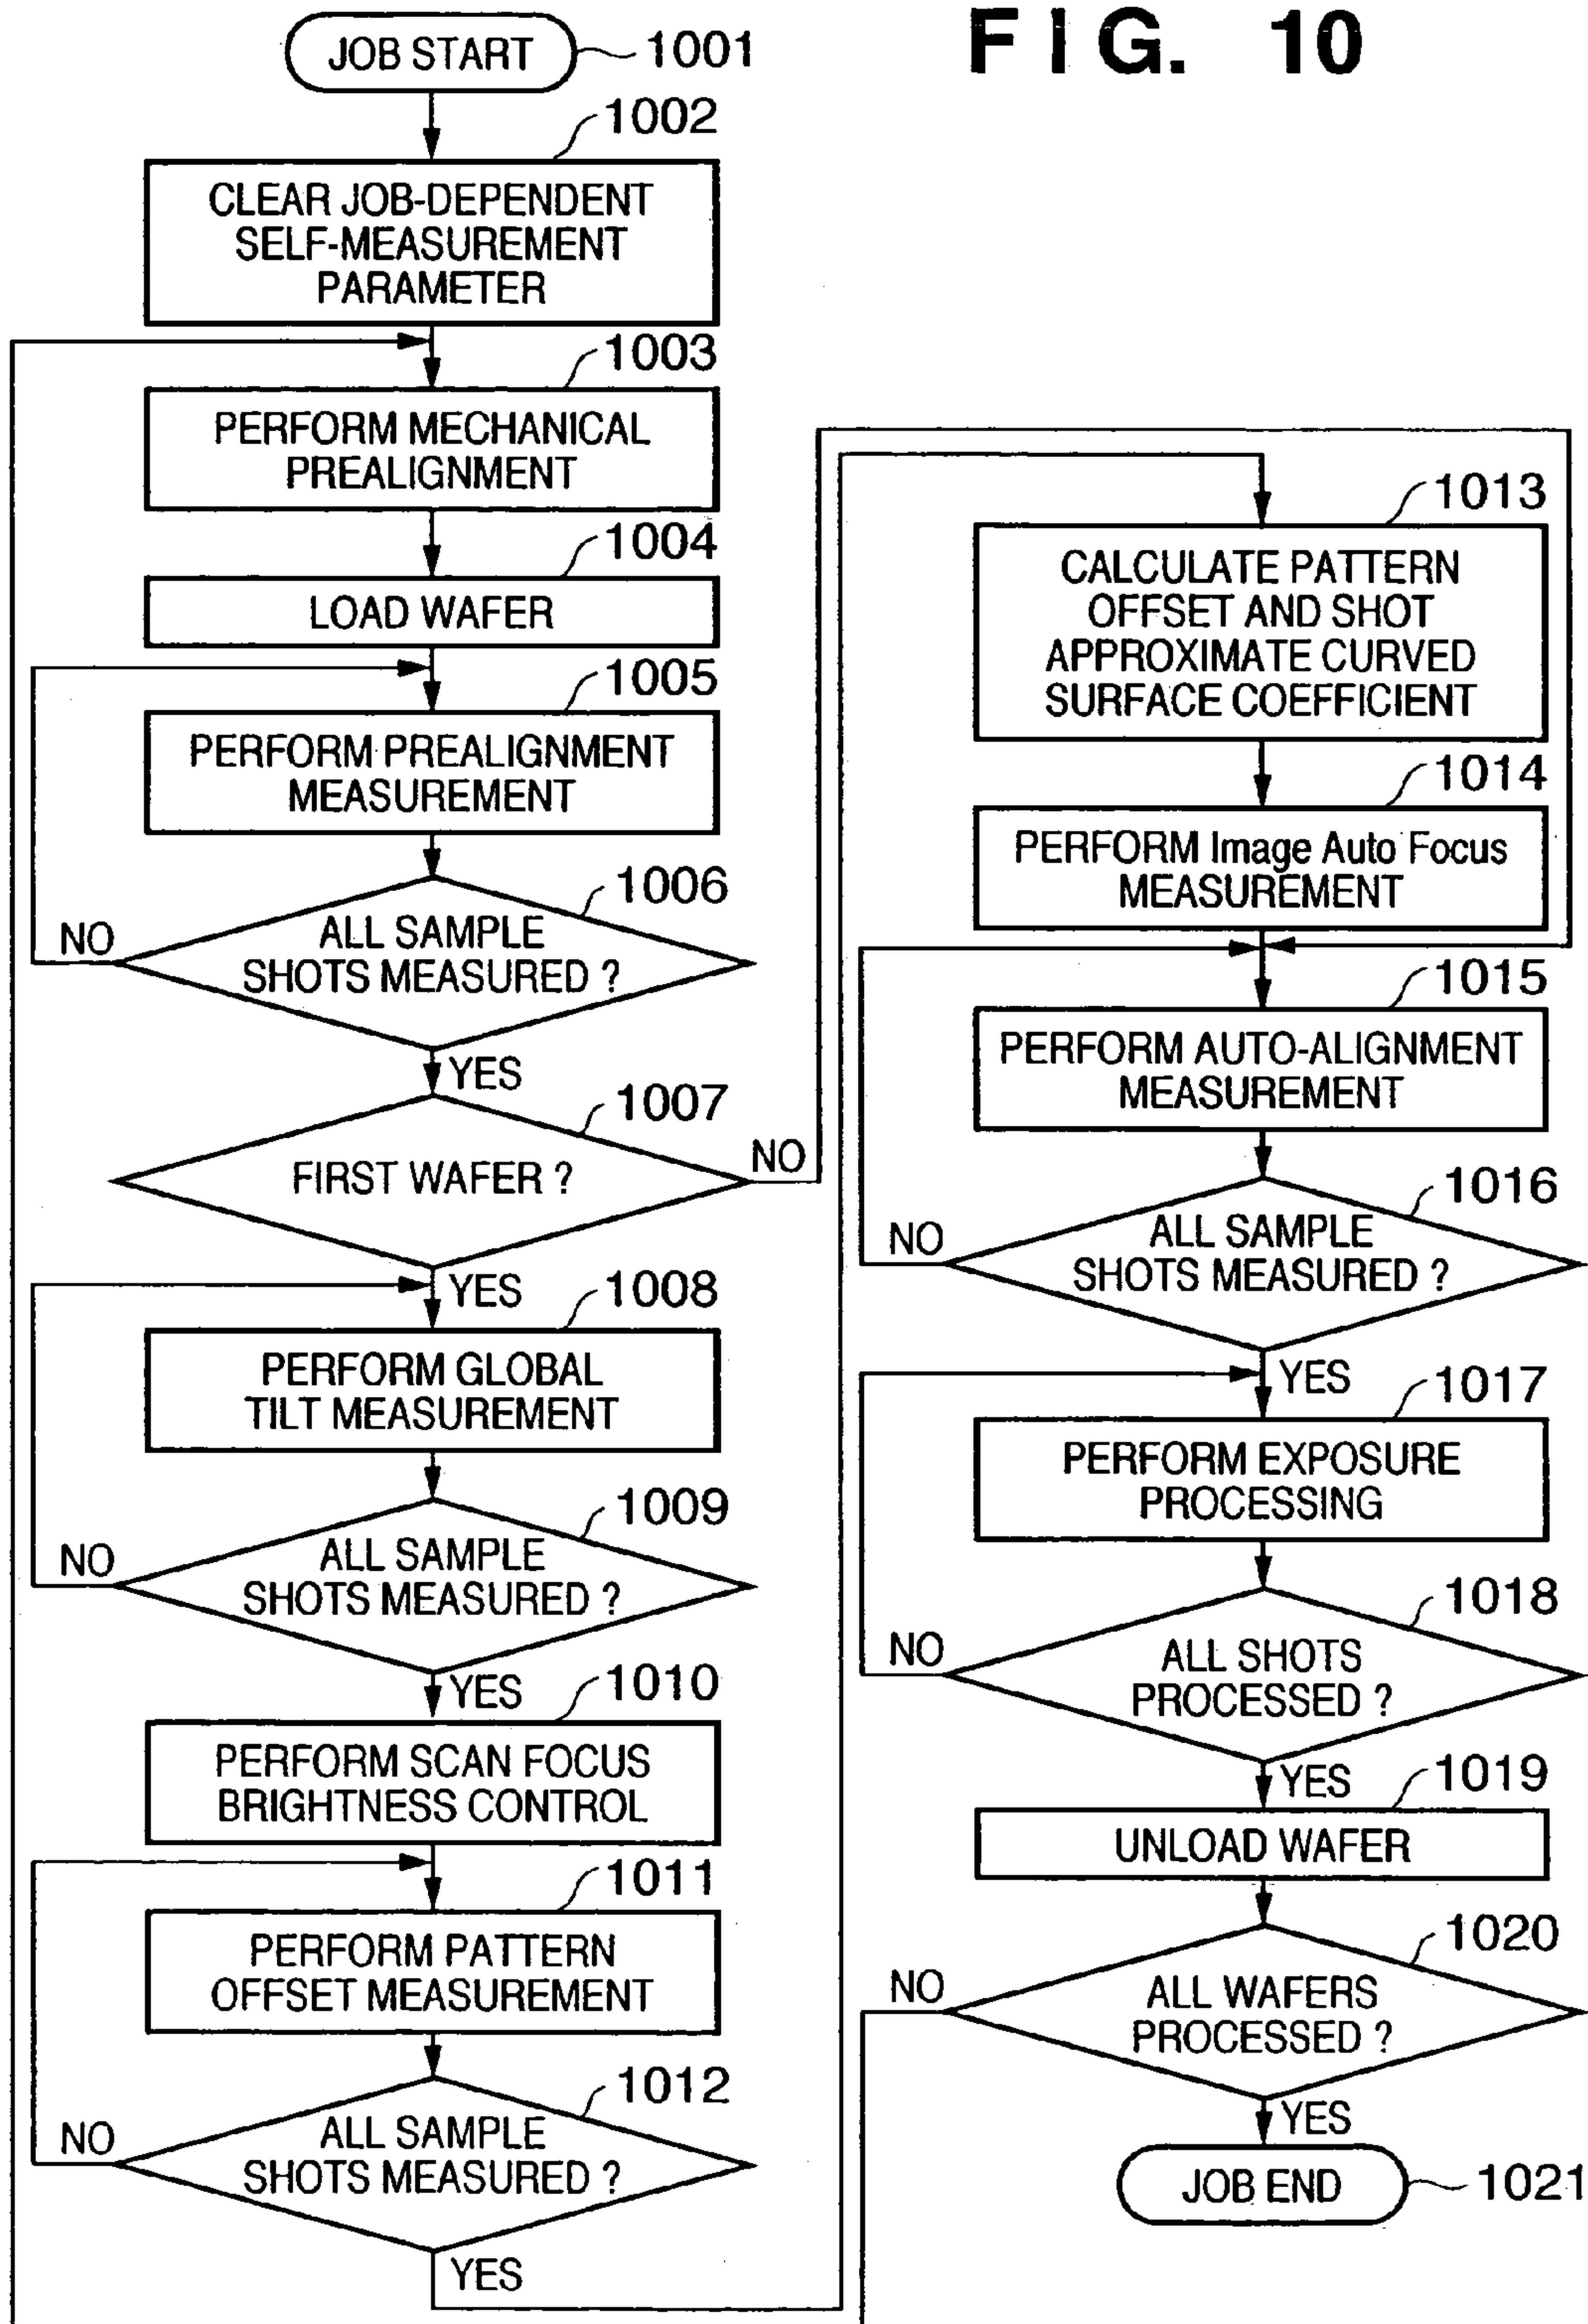 FIG. 10
JOB START
1001
1002
CLEAR JOB-DEPENDENT
SELF-MEASUREMENT
PARAMETER
1003
PERFORM MECHANICAL
PREALIGNMENT
1004
LOAD WAFER
1005
PERFORM PREALIGNMENT
MEASUREMENT
1006
ALL SAMPLE
SHOTS MEASURED ?
NO
YES
1007
FIRST WAFER ?
NO
YES
1008
PERFORM GLOBAL
TILT MEASUREMENT
1009
ALL SAMPLE
SHOTS MEASURED ?
NO
YES
1010
PERFORM SCAN FOCUS
BRIGHTNESS CONTROL
1011
PERFORM PATTERN
OFFSET MEASUREMENT
1012
ALL SAMPLE
SHOTS MEASURED ?
NO
YES
1013
CALCULATE PATTERN
OFFSET AND SHOT
APPROXIMATE CURVED
SURFACE COEFFICIENT
1014
PERFORM Image Auto Focus
MEASUREMENT
1015
PERFORM AUTO-ALIGNMENT
MEASUREMENT
1016
ALL SAMPLE
SHOTS MEASURED ?
NO
YES
1017
PERFORM EXPOSURE
PROCESSING
1018
ALL SHOTS
PROCESSED ?
NO
YES
1019
UNLOAD WAFER
1020
ALL WAFERS
PROCESSED ?
NO
YES
JOB END
1021